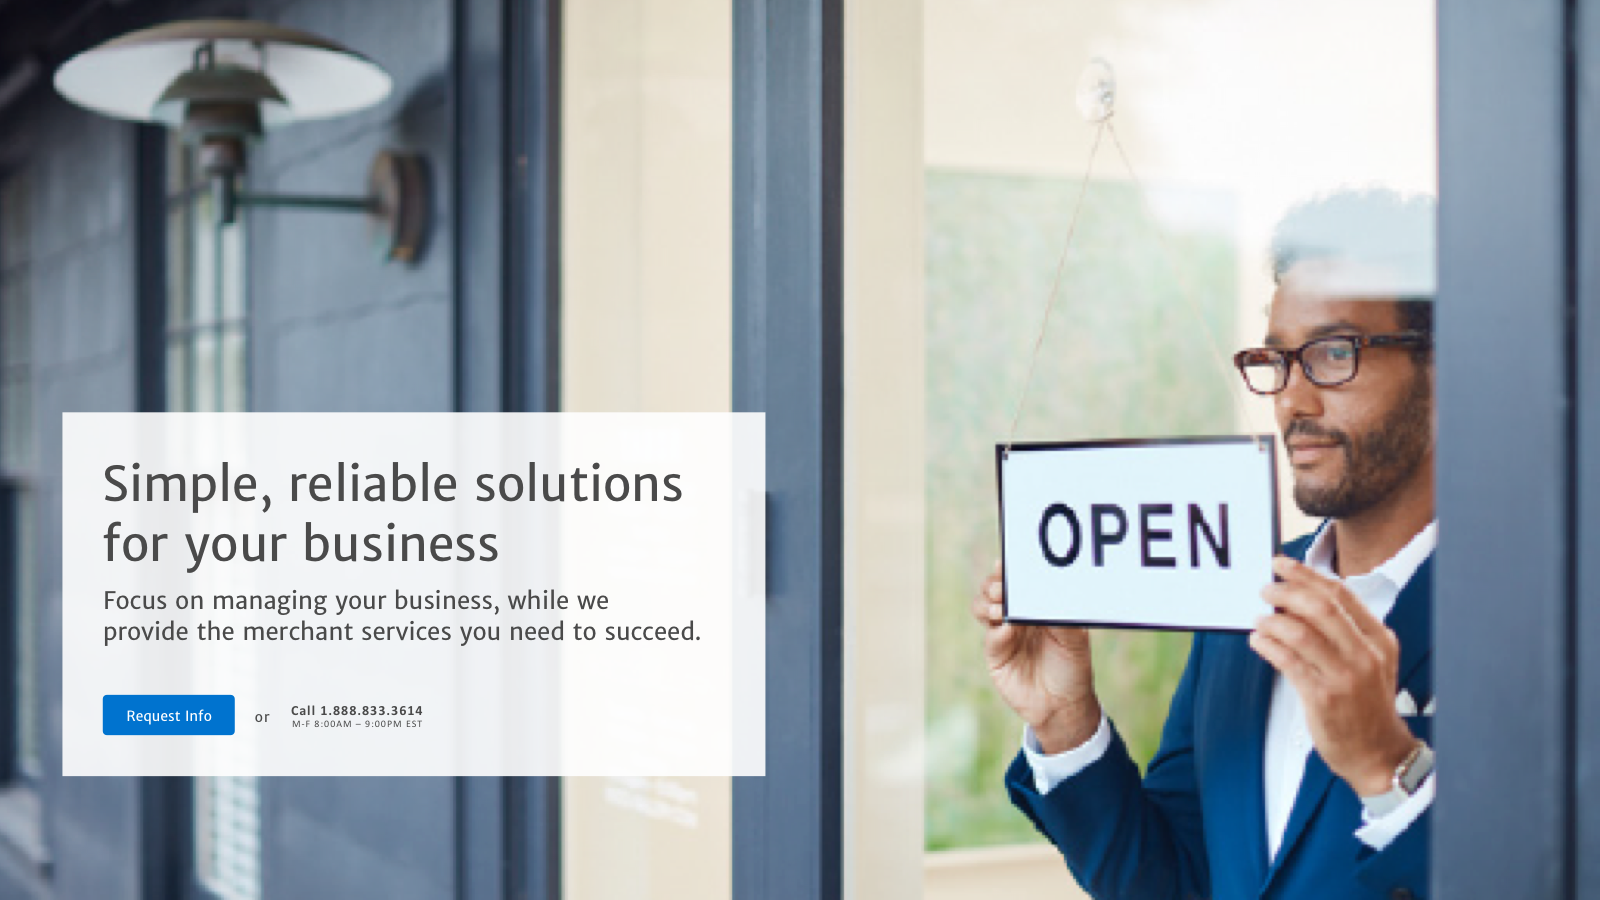 Simple, reliable solutions
for your business
Focus on managing your business, while we
provide the merchant services you need to succeed.
Request Info
or
Call 1.888.833.3614
M-F 8:00AM – 9:00PM EST
OPEN